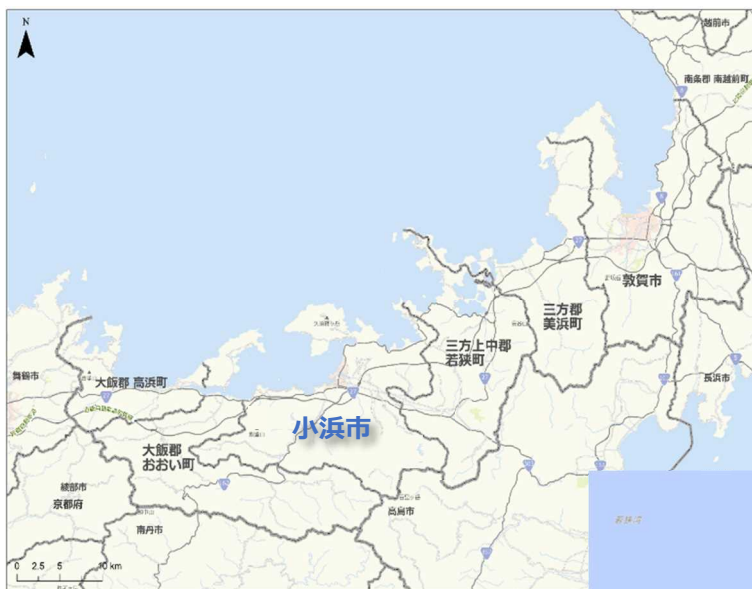 N
越前市
南条郡 南越前町
敦賀市
三方郡
美浜町
三方上中郡
若狭町
長浜市
舞鶴市
大飯郡 高浜町
小浜市
大飯郡
おおい町
綾部市
京都府
高島市
南丹市
0 2.5 5 10 km